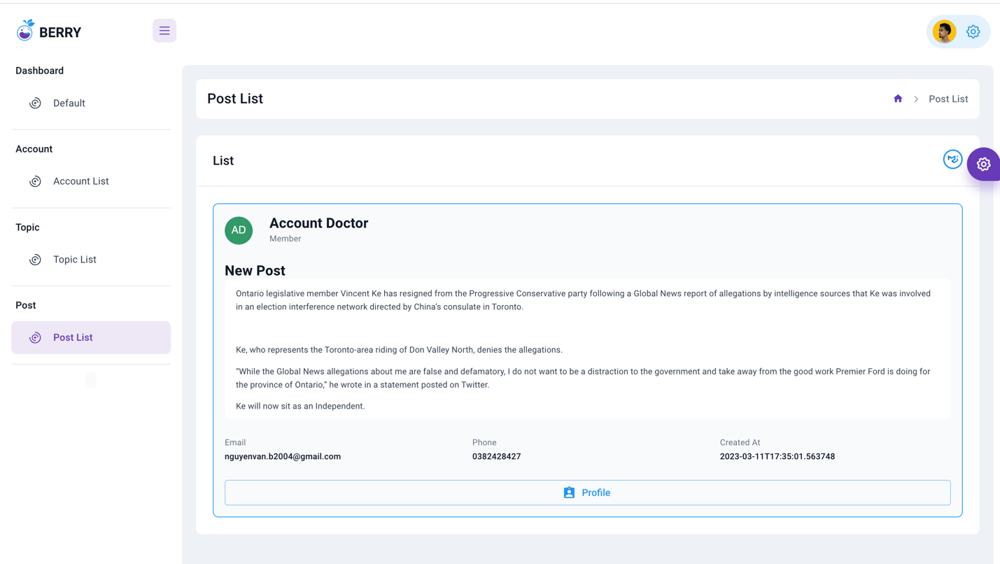 BERRY
Dashboard
Default
Account
Account List
Topic
Topic List
Post
Post List
Post List
Post List
List
AD
Account Doctor
Member
New Post
Ontario legislative member Vincent Ke has resigned from the Progressive Conservative party following a Global News report of allegations by intelligence sources that Ke was involved
in an election interference network directed by China’s consulate in Toronto.
Ke, who represents the Toronto-area riding of Don Valley North, denies the allegations.
“While the Global News allegations about me are false and defamatory, I do not want to be a distraction to the government and take away from the good work Premier Ford is doing for
the province of Ontario,” he wrote in a statement posted on Twitter.
Ke will now sit as an Independent.
Email
Phone
Created At
nguyenvan.b2004@gmail.com
0382428427
2023-03-11T17:35:01.563748
Profile